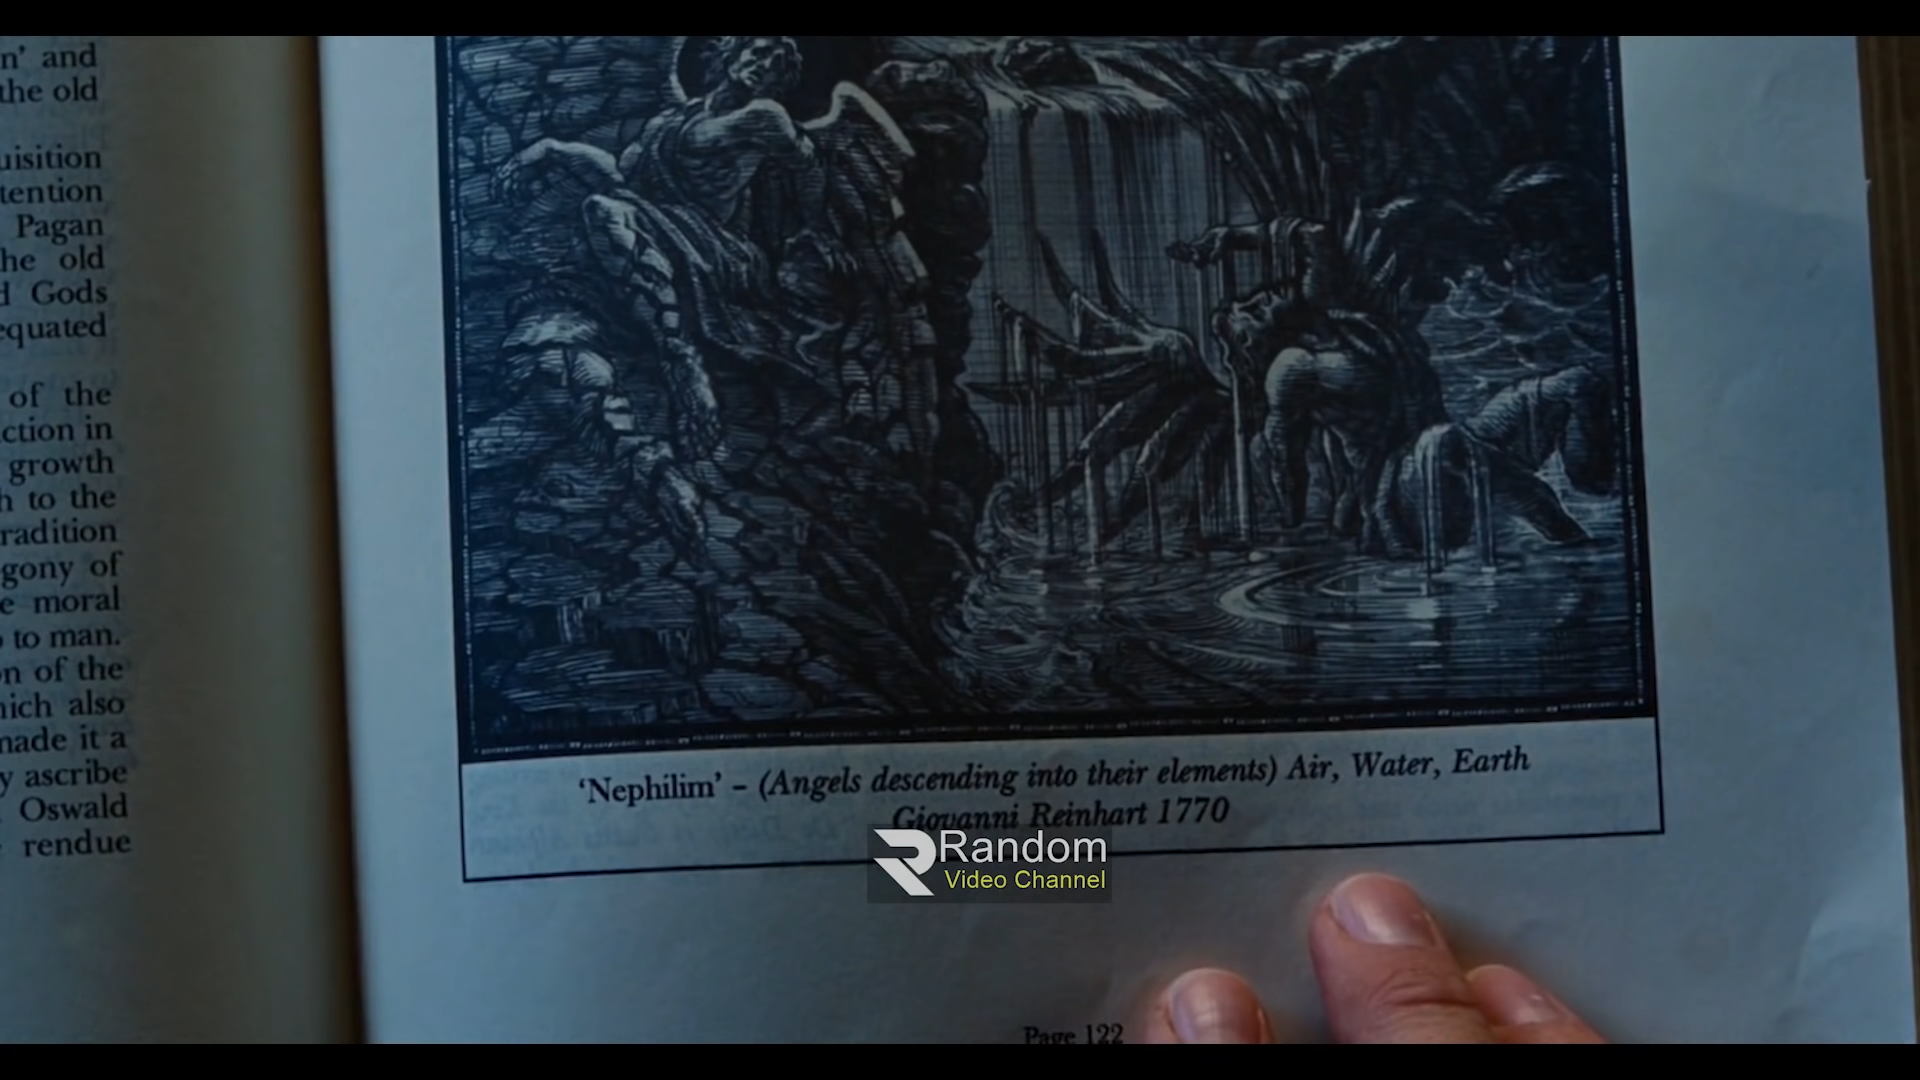 n' and
the old
uisition
tention
Pagan
he old
d Gods
equated
of the
ction in
growth
h to the
radition
gony of
e moral
to man.
n of the
hich also
made it a
y ascribe
Oswald
rendue
'Nephilim' – (Angels descending into their elements) Air, Water, Earth
Giovanni Reinhart 1770
Random
Video Channel
Page 122